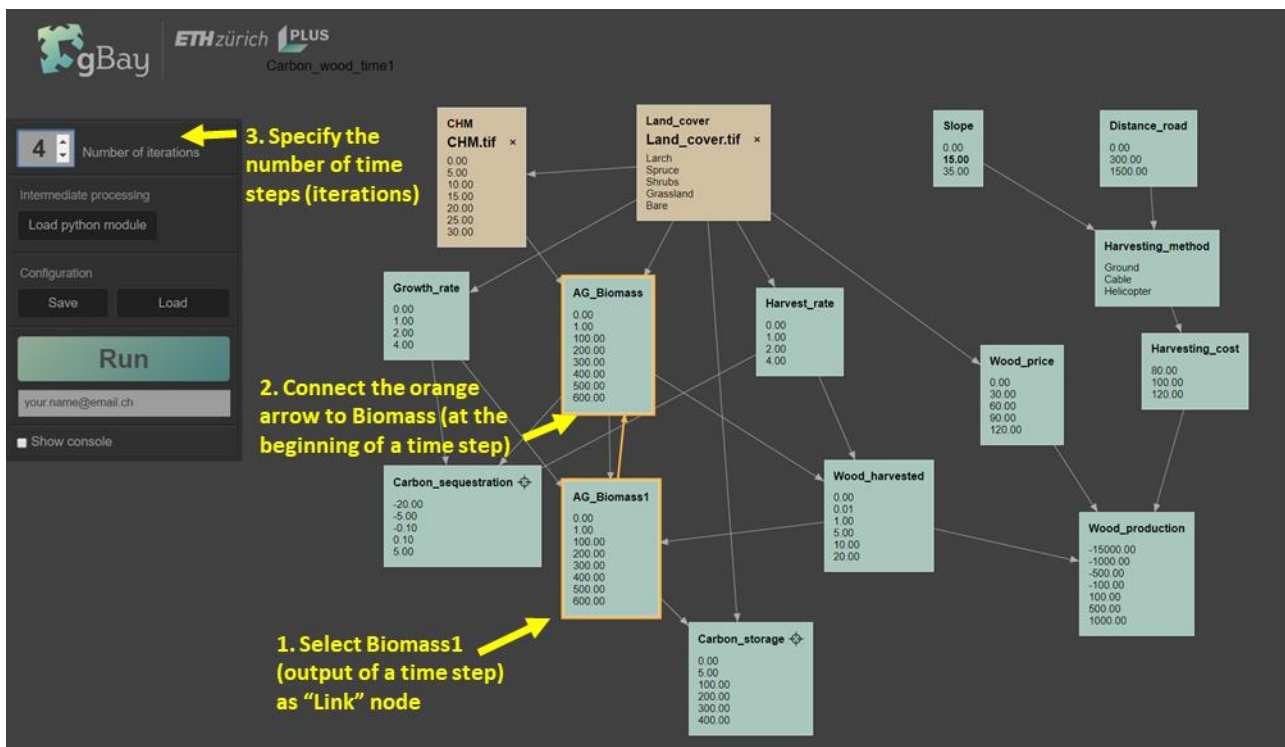 gBay
ETH zürich PLUS
Carbon_wood_time1
4 Number of iterations
Intermediate processing
Load python module
Configuration
Save Load
Run
your.name@email.ch
Show console
3. Specify the
number of time
steps (iterations)
2. Connect the orange
arrow to Biomass (at the
beginning of a time step)
1. Select Biomass1
(output of a time step)
as “Link” node
CHM
CHM.tif ×
0.00
5.00
10.00
15.00
20.00
25.00
30.00
Land_cover
Land_cover.tif ×
Larch
Spruce
Shrubs
Grassland
Bare
Slope
0.00
15.00
35.00
Distance_road
0.00
300.00
1500.00
Harvesting_method
Ground
Cable
Helicopter
Growth_rate
0.00
1.00
2.00
4.00
AG_Biomass
0.00
1.00
100.00
200.00
300.00
400.00
500.00
600.00
Harvest_rate
0.00
1.00
2.00
4.00
Wood_price
0.00
30.00
60.00
90.00
120.00
Harvesting_cost
80.00
100.00
120.00
Carbon_sequestration
-20.00
-5.00
-0.10
0.10
5.00
AG_Biomass1
0.00
1.00
100.00
200.00
300.00
400.00
500.00
600.00
Wood_harvested
0.00
0.01
1.00
5.00
10.00
20.00
Wood_production
-15000.00
-1000.00
-500.00
-100.00
100.00
500.00
1000.00
Carbon_storage
0.00
5.00
100.00
200.00
300.00
400.00